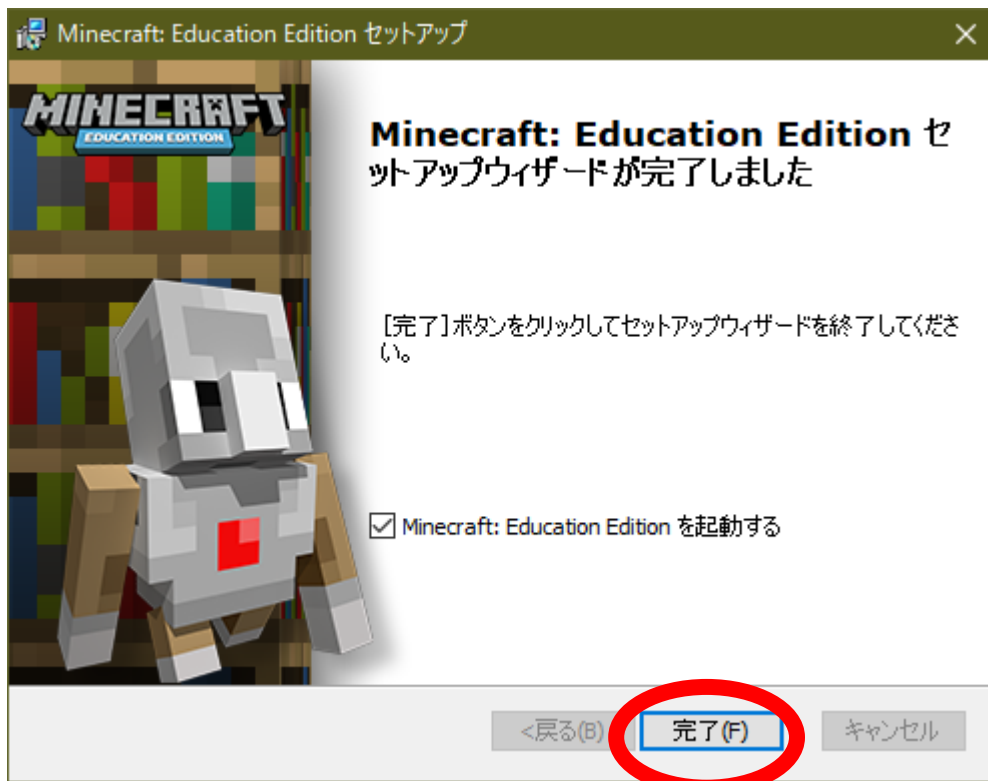 Minecraft: Education Edition セットアップ
MINECRAFT
EDUCATION EDITION
Minecraft: Education Edition セ
ットアップウィザードが完了しました
[完了]ボタンをクリックしてセットアップウィザードを終了してくださ
い。
Minecraft: Education Edition を起動する
<戻る(B)
完了(F)
キャンセル